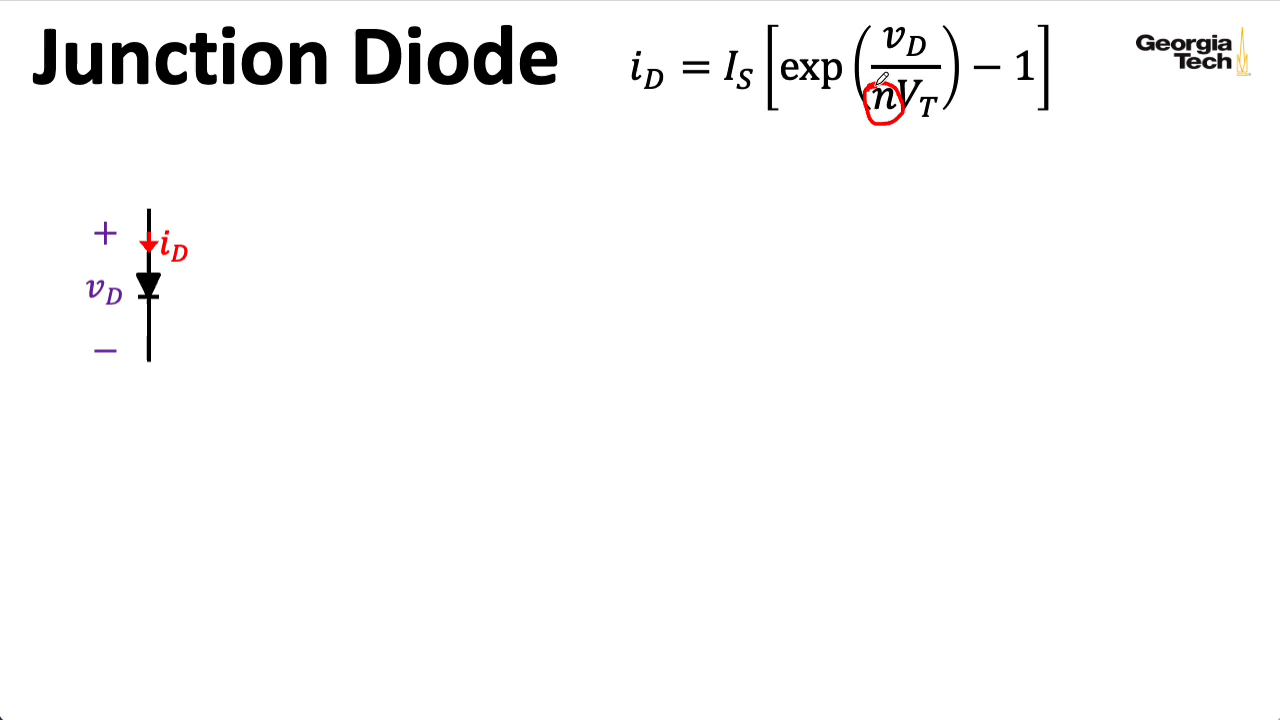 Junction Diode
i_D = I_S [exp(v_D / nV_T) − 1]
Georgia
Tech
+
i_D
v_D
−